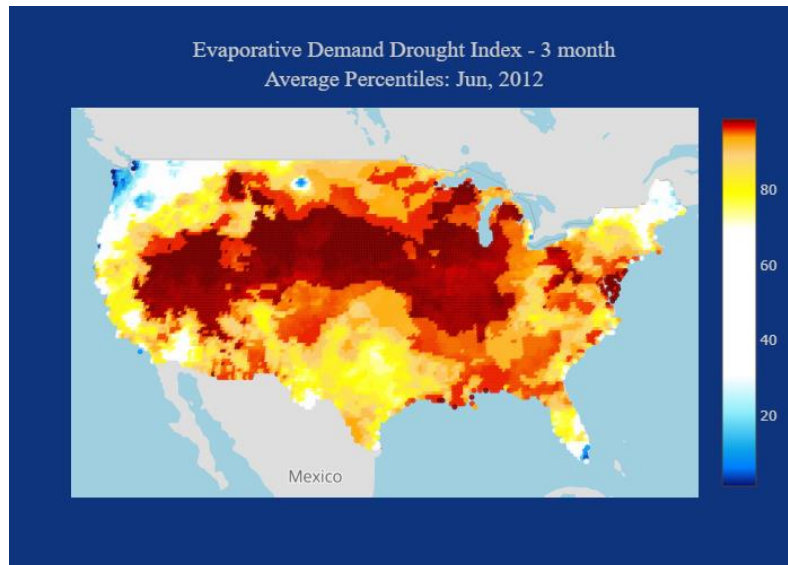 Evaporative Demand Drought Index - 3 month
Average Percentiles: Jun, 2012
80
60
40
20
Mexico